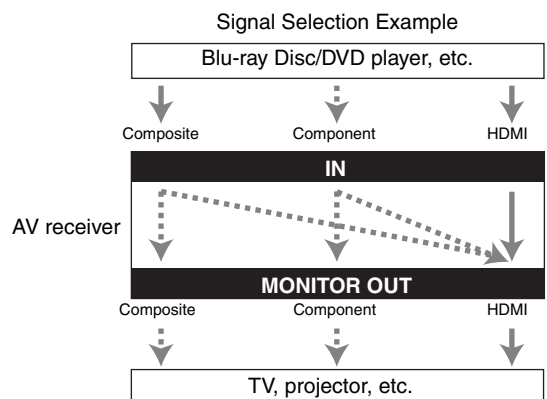 Signal Selection Example
Blu-ray Disc/DVD player, etc.
Composite Component HDMI
IN
AV receiver
MONITOR OUT
Composite Component HDMI
TV, projector, etc.